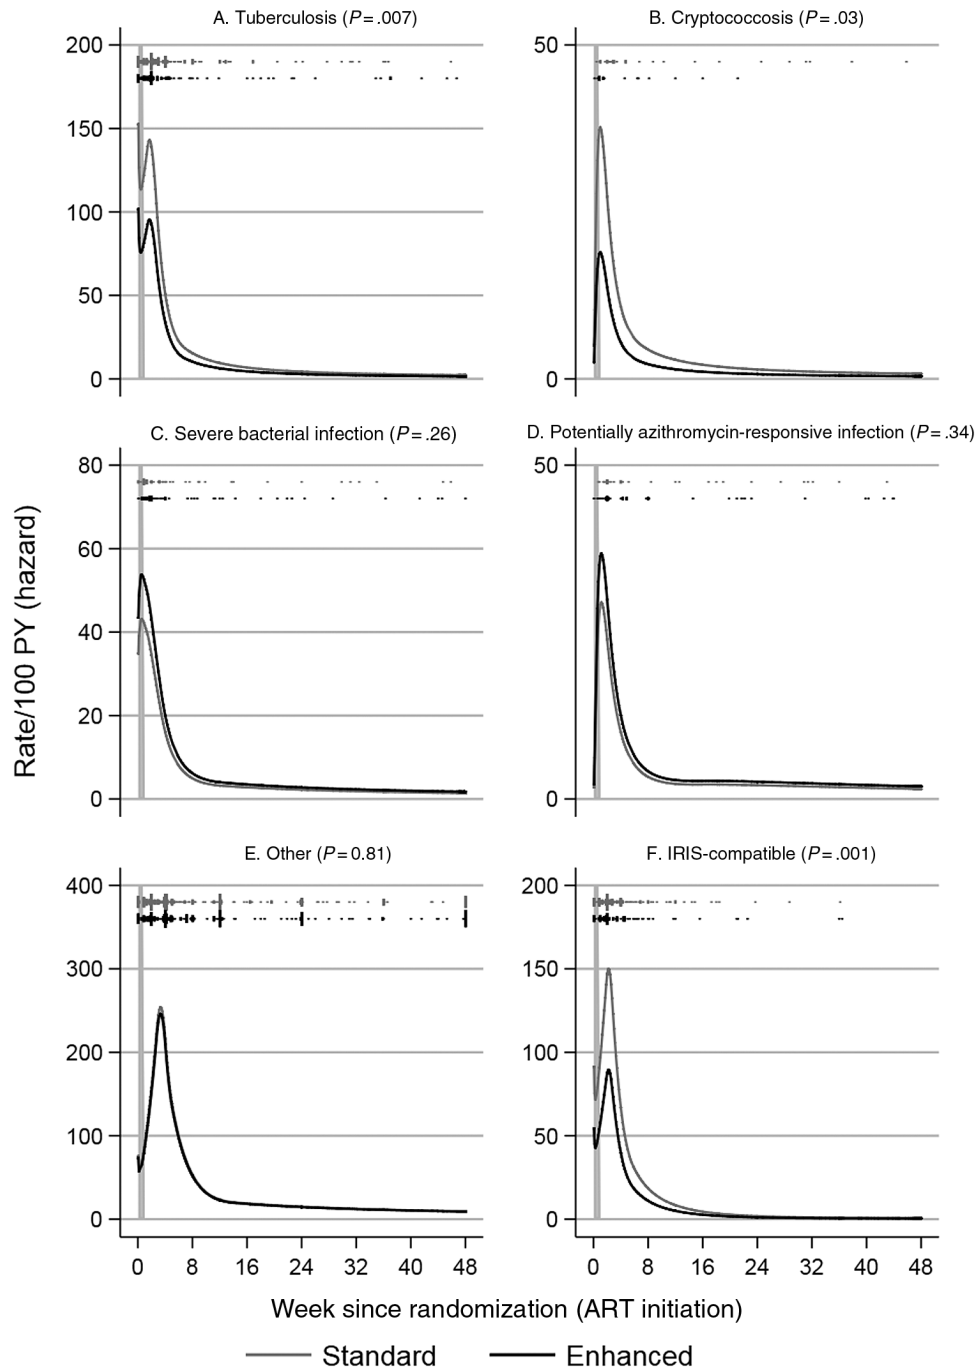 A. Tuberculosis (P = .007)
B. Cryptococcosis (P = .03)
200
150
100
50
0
50
0
C. Severe bacterial infection (P = .26)
D. Potentially azithromycin-responsive infection (P = .34)
80
60
40
20
0
50
0
Rate/100 PY (hazard)
E. Other (P = 0.81)
F. IRIS-compatible (P = .001)
400
300
200
100
0
200
150
100
50
0
0 8 16 24 32 40 48
0 8 16 24 32 40 48
Week since randomization (ART initiation)
Standard Enhanced